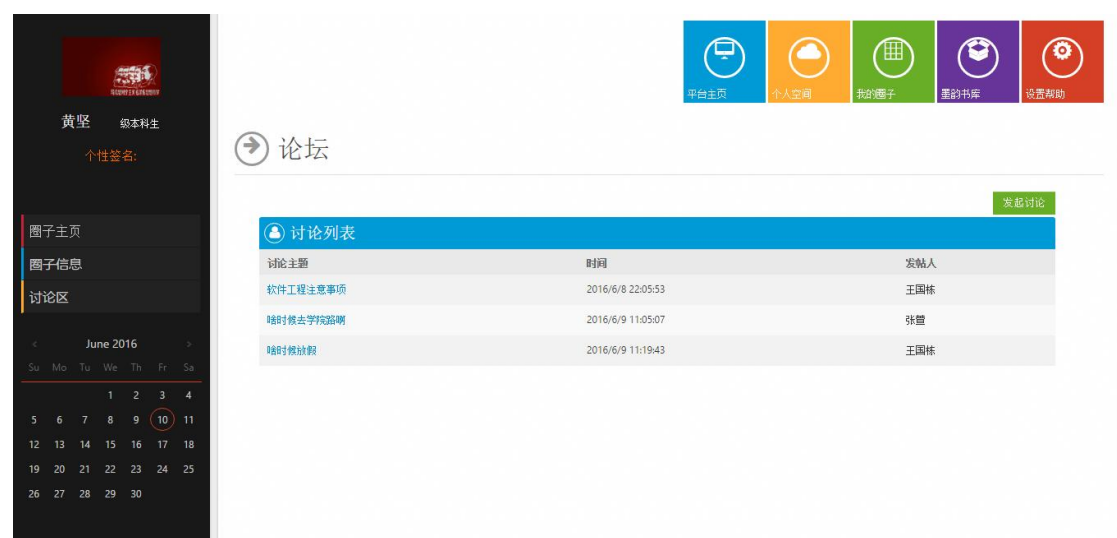 平台主页 个人空间 我的圈子 墨韵书库 设置帮助
黄坚 级本科生
个性签名:
论坛
发起讨论
圈子主页
圈子信息
讨论区
讨论列表
讨论主题 时间 发帖人
软件工程注意事项 2016/6/8 22:05:53 王国栋
啥时候去学院路啊 2016/6/9 11:05:07
啥时候放假 2016/6/9 11:19:43 王国栋
< June 2016 >
Su Mo Tu We Th Fr Sa
1 2 3 4
5 6 7 8 9 10 11
12 13 14 15 16 17 18
19 20 21 22 23 24 25
26 27 28 29 30